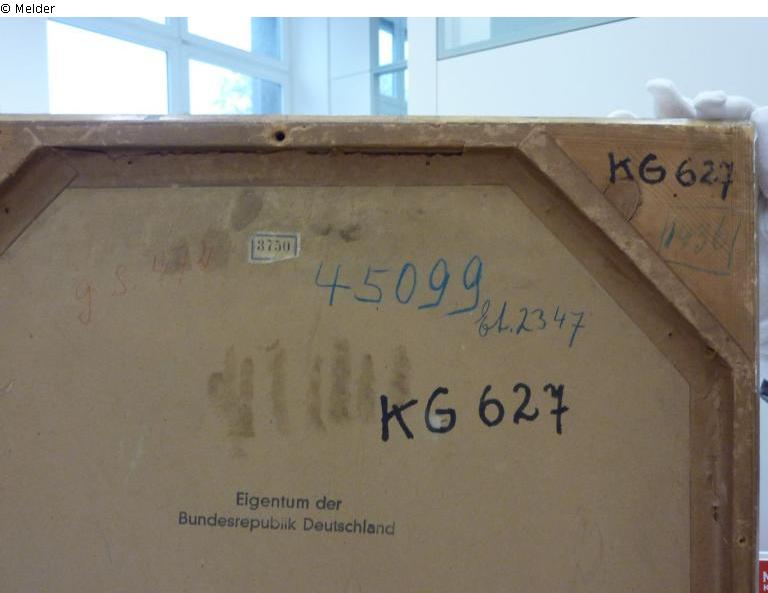 © Melder
KG 627
3750
45099
KG 627
Eigentum der
Bundesrepublik Deutschland